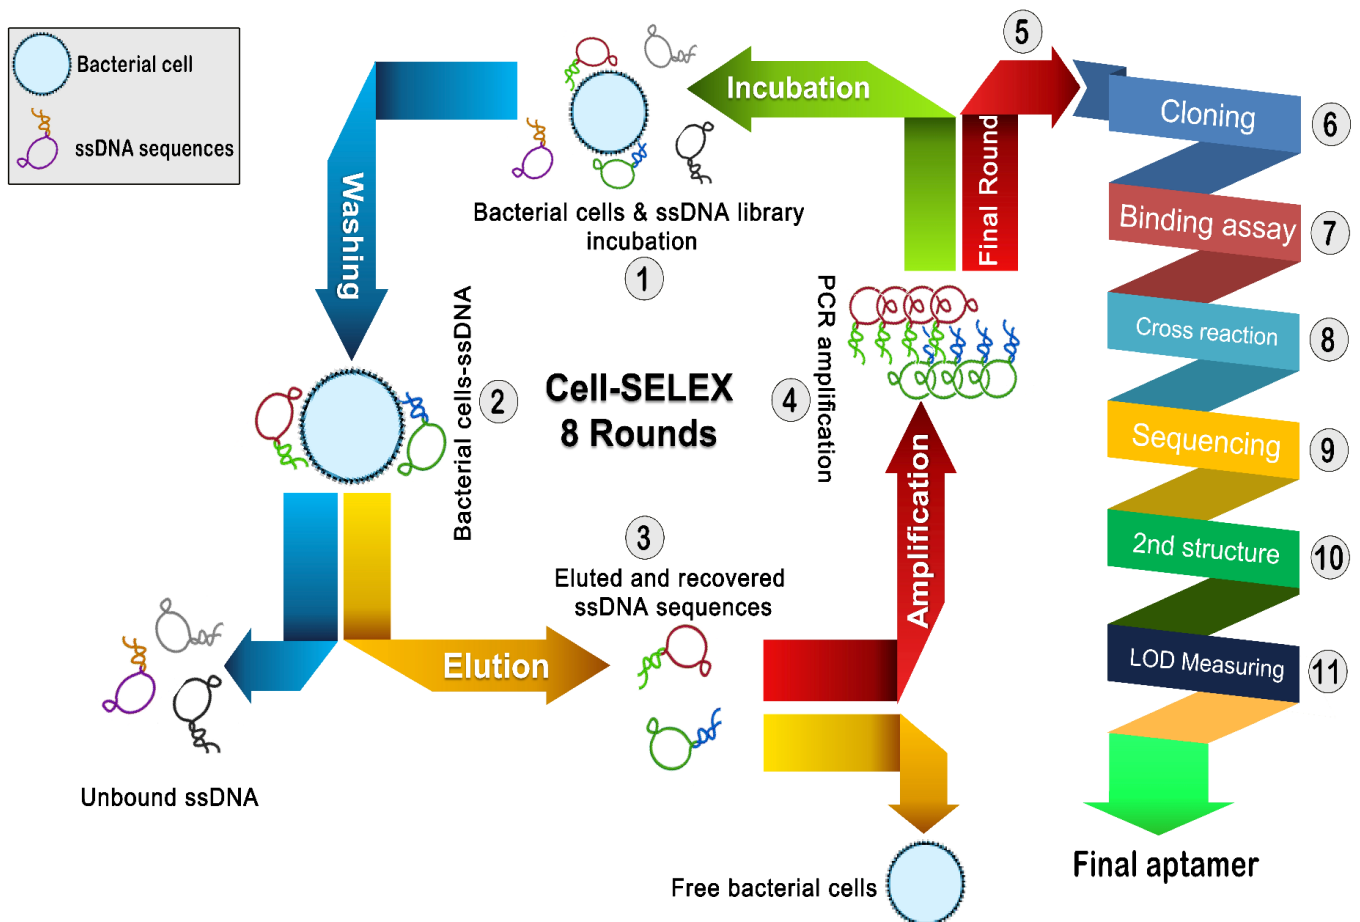 Bacterial cell
ssDNA sequences
Incubation
Washing
Bacterial cells & ssDNA library
incubation
1
Bacterial cells-ssDNA
2
Cell-SELEX
8 Rounds
3
Eluted and recovered
ssDNA sequences
Elution
Unbound ssDNA
Amplification
4
PCR amplification
Free bacterial cells
Final Round
5
Cloning
6
Binding assay
7
Cross reaction
8
Sequencing
9
2nd structure
10
LOD Measuring
11
Final aptamer